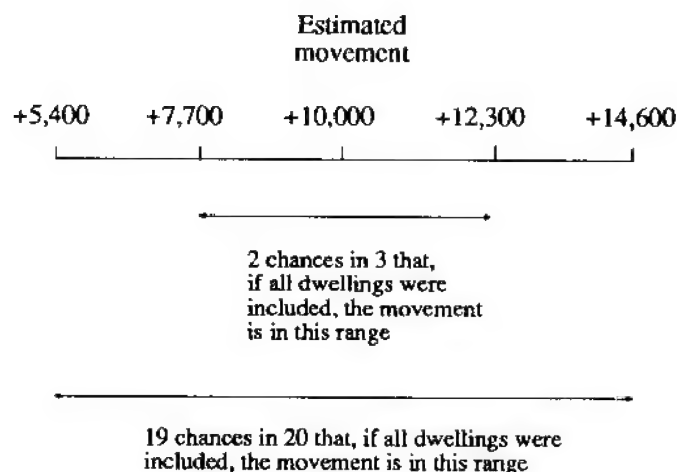 Estimated
movement
+5,400 +7,700 +10,000 +12,300 +14,600
2 chances in 3 that,
if all dwellings were
included, the movement
is in this range
19 chances in 20 that, if all dwellings were
included, the movement is in this range